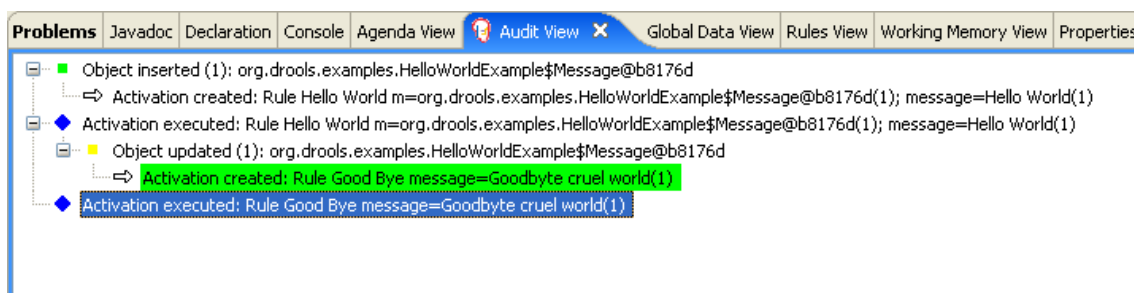 Problems Javadoc Declaration Console Agenda View Audit View Global Data View Rules View Working Memory View Properties
Object inserted (1): org.drools.examples.HelloWorldExample$Message@b8176d
Activation created: Rule Hello World m=org.drools.examples.HelloWorldExample$Message@b8176d(1); message=Hello World(1)
Activation executed: Rule Hello World m=org.drools.examples.HelloWorldExample$Message@b8176d(1); message=Hello World(1)
Object updated (1): org.drools.examples.HelloWorldExample$Message@b8176d
Activation created: Rule Good Bye message=Goodbyte cruel world(1)
Activation executed: Rule Good Bye message=Goodbyte cruel world(1)